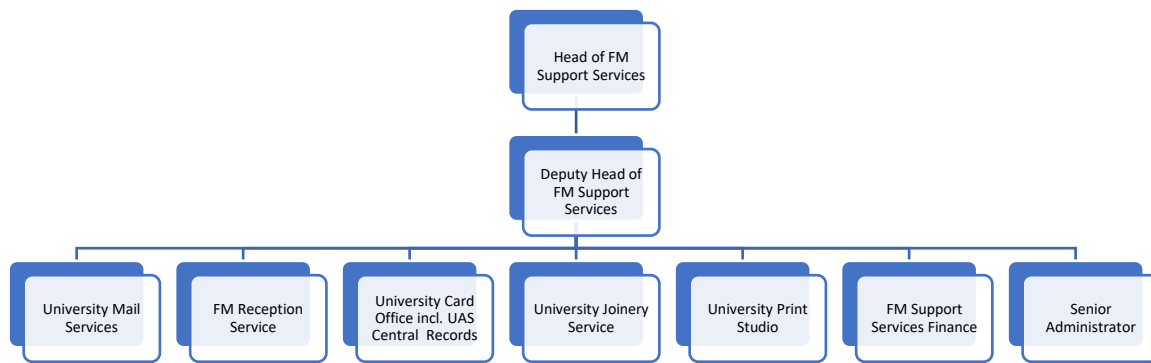 Head of FM
Support Services
Deputy Head of
FM Support
Services
University Mail
Services
FM Reception
Service
University Card
Office incl. UAS
Central Records
University Joinery
Service
University Print
Studio
FM Support
Services Finance
Senior
Administrator